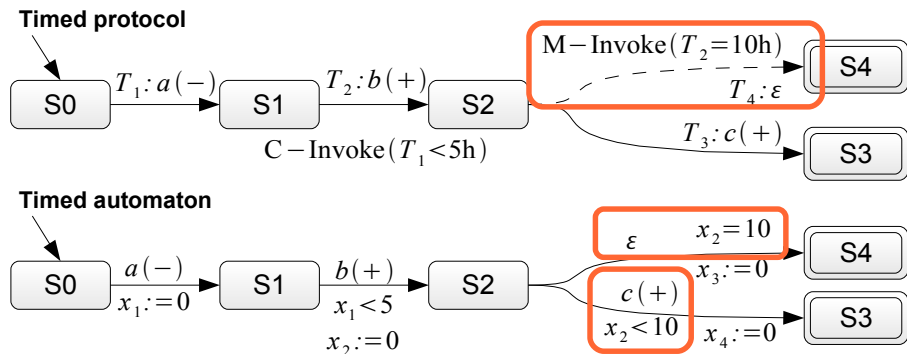 Timed protocol
M−Invoke(T₂=10h)
S0 T₁:a(−) S1 T₂:b(+) S2 S4
T₄:ε
C−Invoke(T₁<5h)
T₃:c(+) S3
Timed automaton
ε x₂=10
S0 a(−) S1 b(+) S2 S4
x₁:=0 x₁<5 x₃:=0
c(+)
x₂:=0 x₂<10 x₄:=0 S3